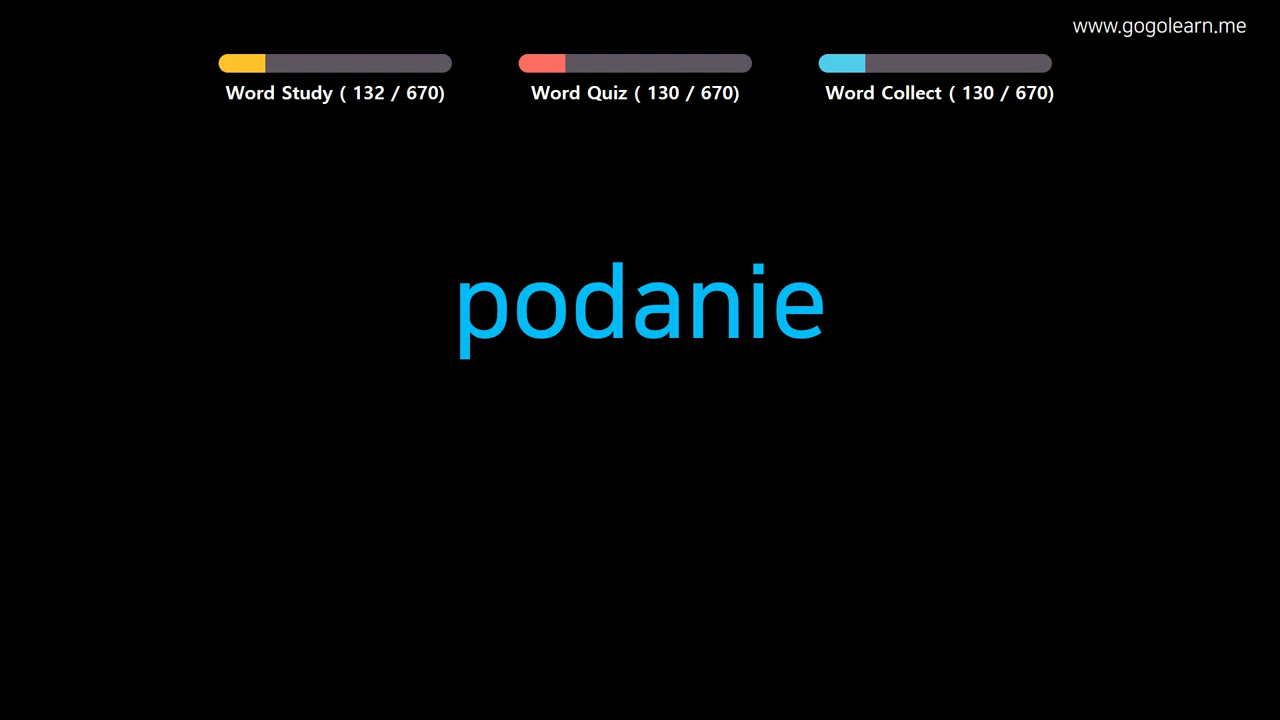 www.gogolearn.me
Word Study ( 132 / 670)
Word Quiz ( 130 / 670)
Word Collect ( 130 / 670)
podanie